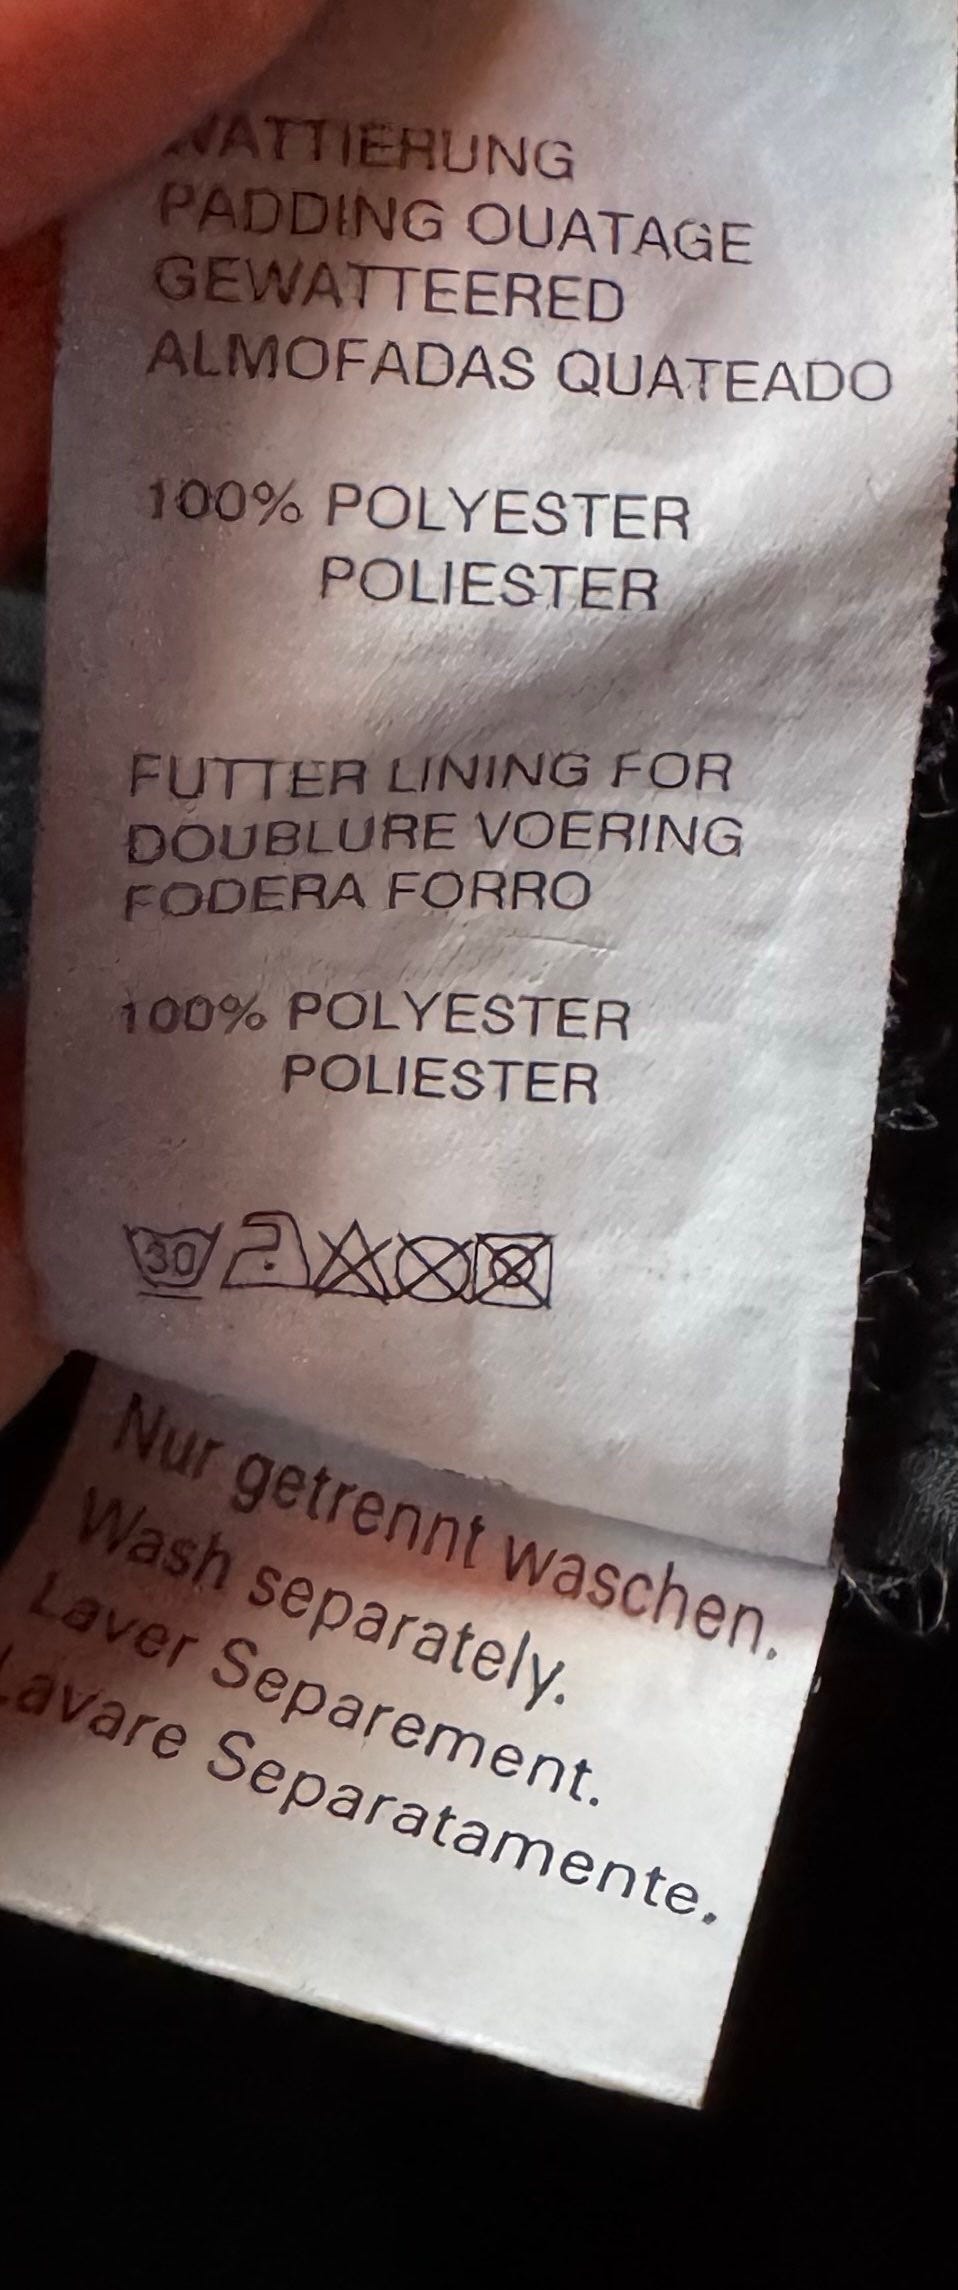 WATTIERUNG
PADDING OUATAGE
GEWATTEERED
ALMOFADAS QUATEADO
100% POLYESTER
POLIESTER
FUTTER LINING FOR
DOUBLURE VOERING
FODERA FORRO
100% POLYESTER
POLIESTER
30
Nur getrennt waschen.
Wash separately.
Laver Separement.
Lavare Separatamente.